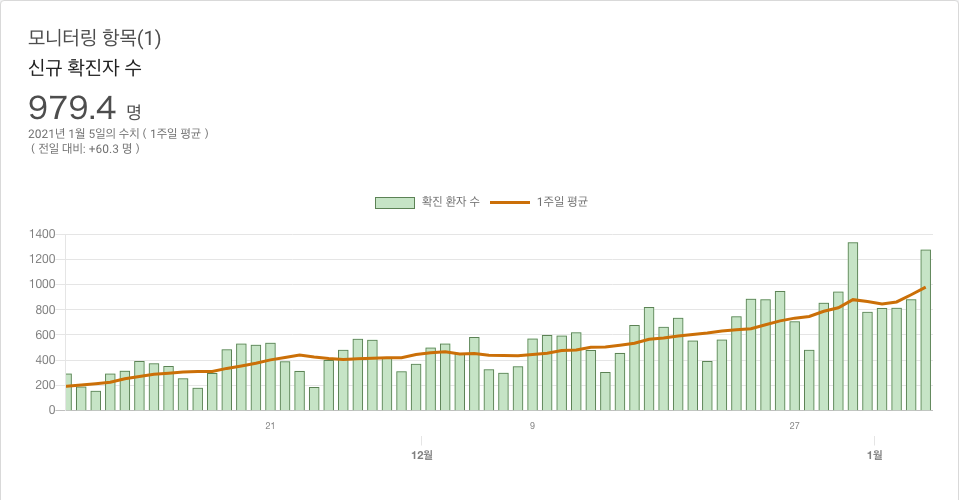 모니터링 항목(1)
신규 확진자 수
979.4 명
2021년 1월 5일의 수치 ( 1주일 평균 )
( 전일 대비: +60.3 명 )
확진 환자 수 1주일 평균
1400
1200
1000
800
600
400
200
0
21 9 27
12월 1월